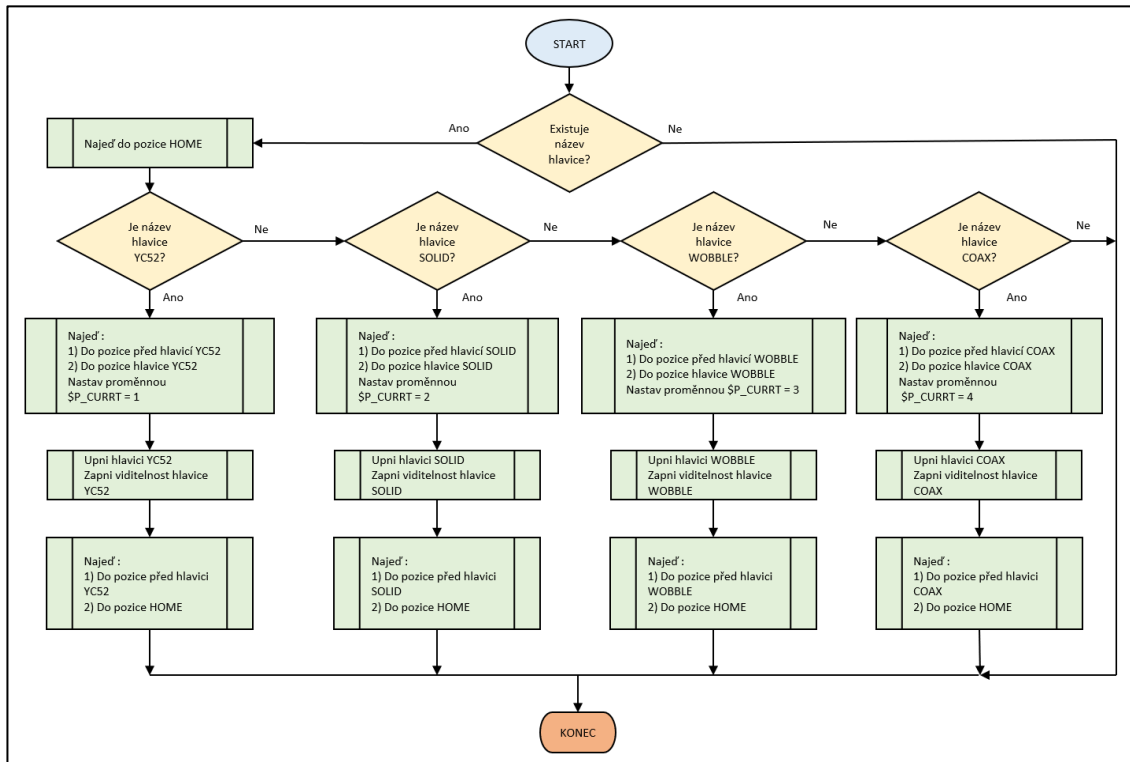 START
Existuje
název
hlavice?
Ano
Ne
Najeď do pozice HOME
Je název
hlavice
YC52?
Ne
Je název
hlavice
SOLID?
Ne
Je název
hlavice
WOBBLE?
Ne
Je název
hlavice
COAX?
Ne
Ano
Ano
Ano
Ano
Najeď :
1) Do pozice před hlavicí YC52
2) Do pozice hlavice YC52
Nastav proměnnou
$P_CURRT = 1
Najeď :
1) Do pozice před hlavicí SOLID
2) Do pozice hlavice SOLID
Nastav proměnnou
$P_CURRT = 2
Najeď :
1) Do pozice před hlavicí WOBBLE
2) Do pozice hlavice WOBBLE
Nastav proměnnou $P_CURRT = 3
Najeď :
1) Do pozice před hlavicí COAX
2) Do pozice hlavice COAX
Nastav proměnnou
$P_CURRT = 4
Upni hlavici YC52
Zapni viditelnost hlavice
YC52
Upni hlavici SOLID
Zapni viditelnost hlavice
SOLID
Upni hlavici WOBBLE
Zapni viditelnost hlavice
WOBBLE
Upni hlavici COAX
Zapni viditelnost hlavice
COAX
Najeď :
1) Do pozice před hlavici
YC52
2) Do pozice HOME
Najeď :
1) Do pozice před hlavici
SOLID
2) Do pozice HOME
Najeď :
1) Do pozice před hlavici
WOBBLE
2) Do pozice HOME
Najeď :
1) Do pozice před hlavici
COAX
2) Do pozice HOME
KONEC